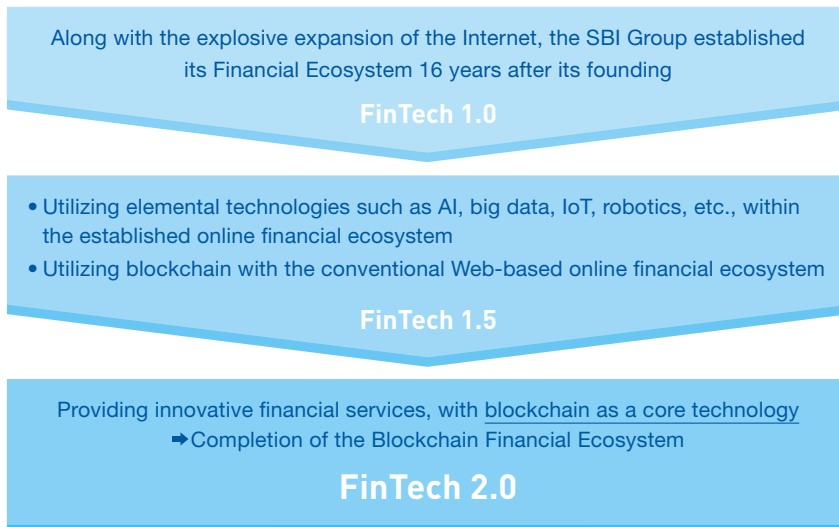 Along with the explosive expansion of the Internet, the SBI Group established
its Financial Ecosystem 16 years after its founding
FinTech 1.0
• Utilizing elemental technologies such as AI, big data, IoT, robotics, etc., within
the established online financial ecosystem
• Utilizing blockchain with the conventional Web-based online financial ecosystem
FinTech 1.5
Providing innovative financial services, with blockchain as a core technology
➡Completion of the Blockchain Financial Ecosystem
FinTech 2.0